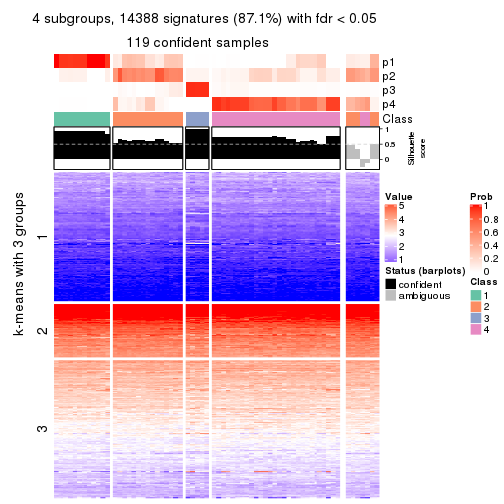 4 subgroups, 14388 signatures (87.1%) with fdr < 0.05
119 confident samples
p1
p2
p3
p4
Class
1
0.5
0
Silhouette
score
k-means with 3 groups
1
2
3
Value
5
4
3
2
1
Status (barplots)
confident
ambiguous
Prob
1
0.8
0.6
0.4
0.2
0
Class
1
2
3
4